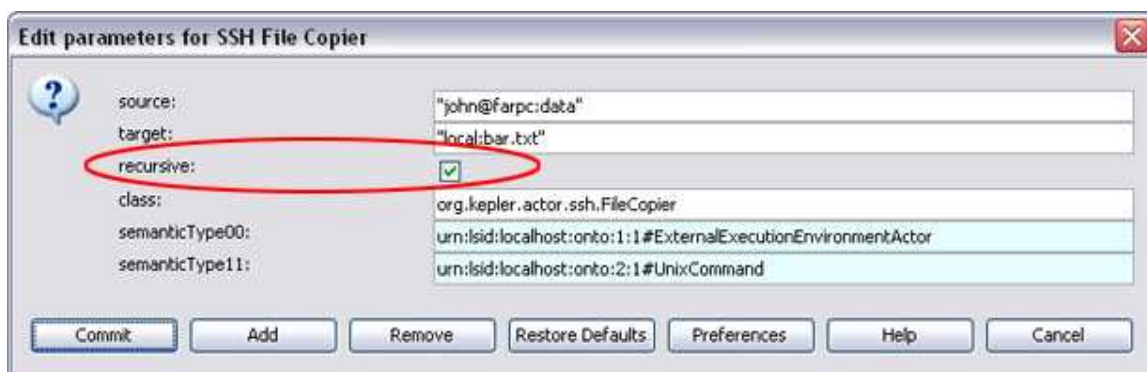 Edit parameters for SSH File Copier
source: "john@farpc:data"
target: "local:bar.txt"
recursive:
class: org.kepler.actor.ssh.FileCopier
semanticType00: urn:lsid:localhost:onto:1:1#ExternalExecutionEnvironmentActor
semanticType11: urn:lsid:localhost:onto:2:1#UnixCommand
Commit Add Remove Restore Defaults Preferences Help Cancel